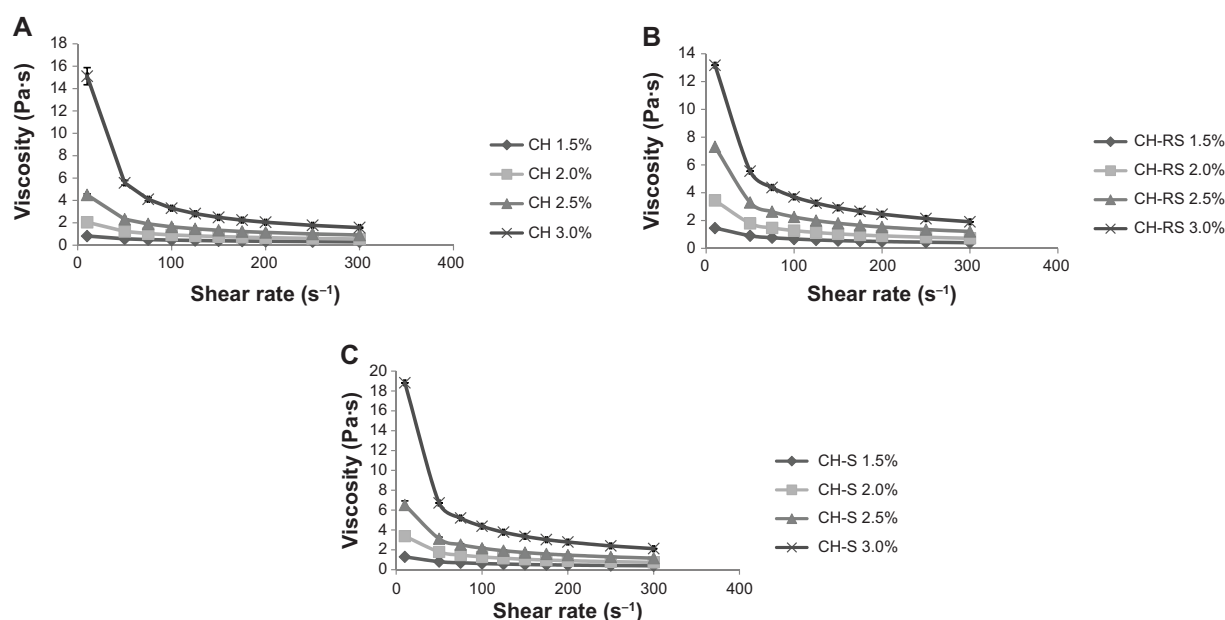 A
Viscosity (Pa·s)
18
16
14
12
10
8
6
4
2
0
0 100 200 300 400
Shear rate (s⁻¹)
CH 1.5%
CH 2.0%
CH 2.5%
CH 3.0%
B
Viscosity (Pa·s)
14
12
10
8
6
4
2
0
0 100 200 300 400
Shear rate (s⁻¹)
CH-RS 1.5%
CH-RS 2.0%
CH-RS 2.5%
CH-RS 3.0%
C
Viscosity (Pa·s)
20
18
16
14
12
10
8
6
4
2
0
0 100 200 300 400
Shear rate (s⁻¹)
CH-S 1.5%
CH-S 2.0%
CH-S 2.5%
CH-S 3.0%